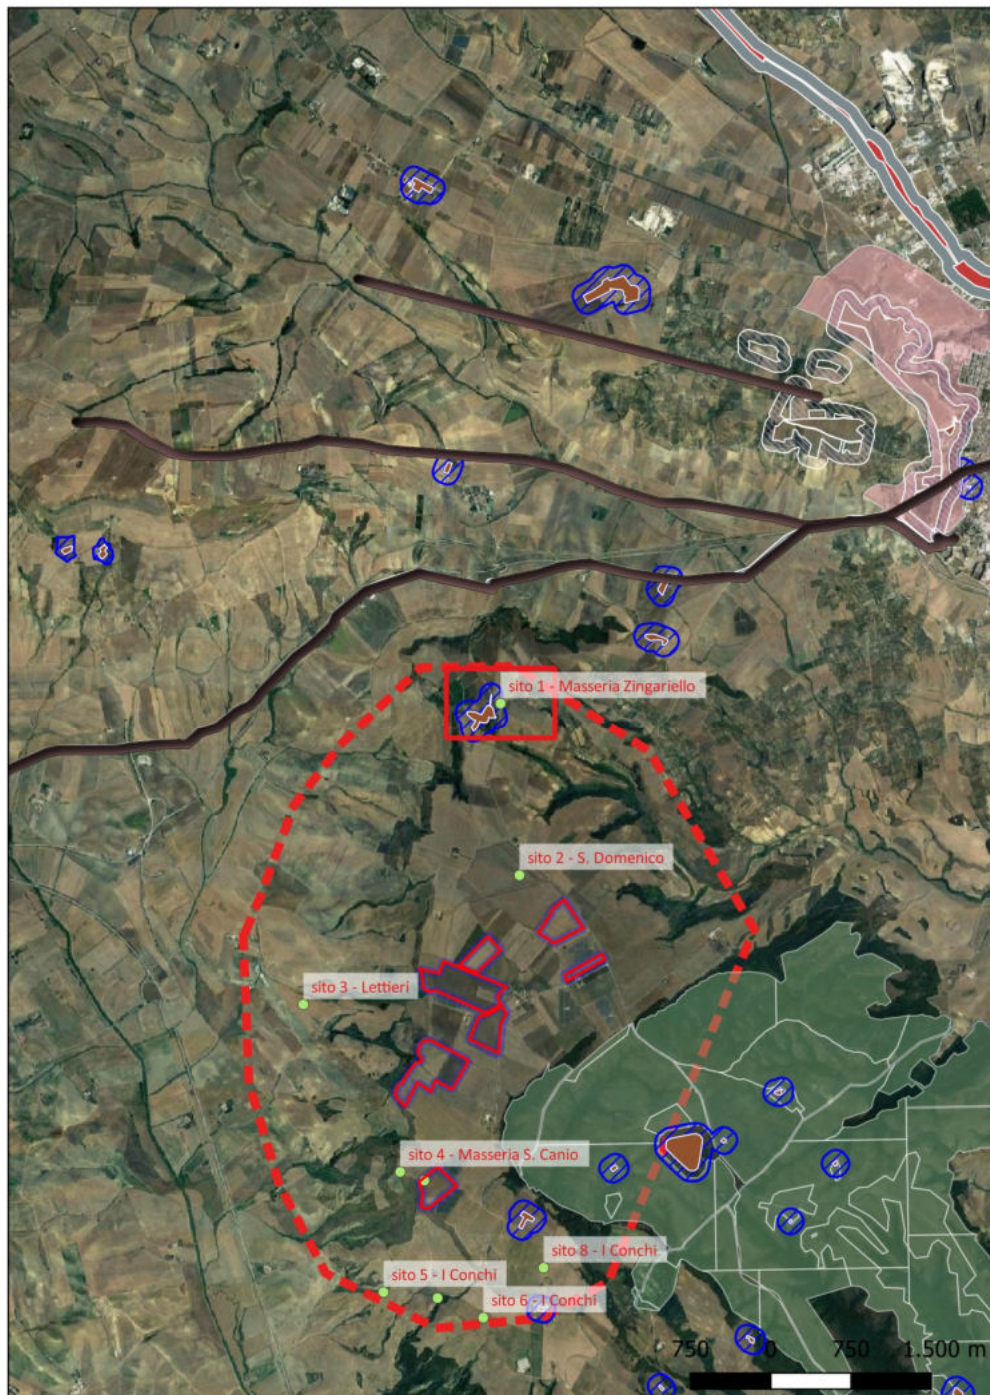 sito 1 - Masseria Zingariello
sito 2 - S. Domenico
sito 3 - Lettieri
sito 4 - Masseria S. Canio
sito 8 - I Conchi
sito 5 - I Conchi
sito 6 - I Conchi
750 0 750 1.500 m